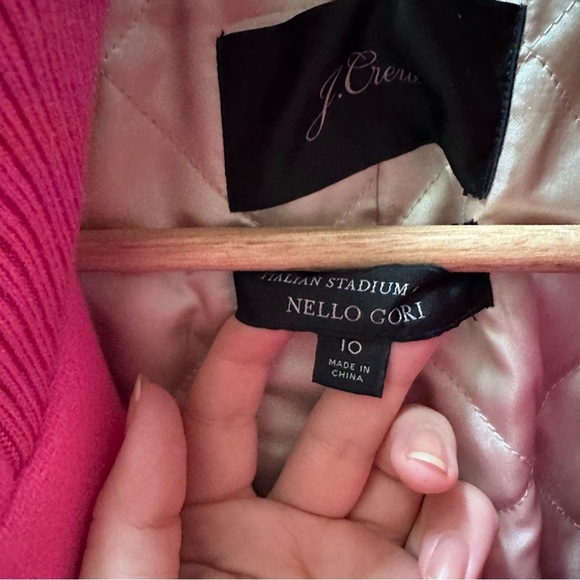 J.Crew
ITALIAN STADIUM
NELLO GORI
10
MADE IN
CHINA